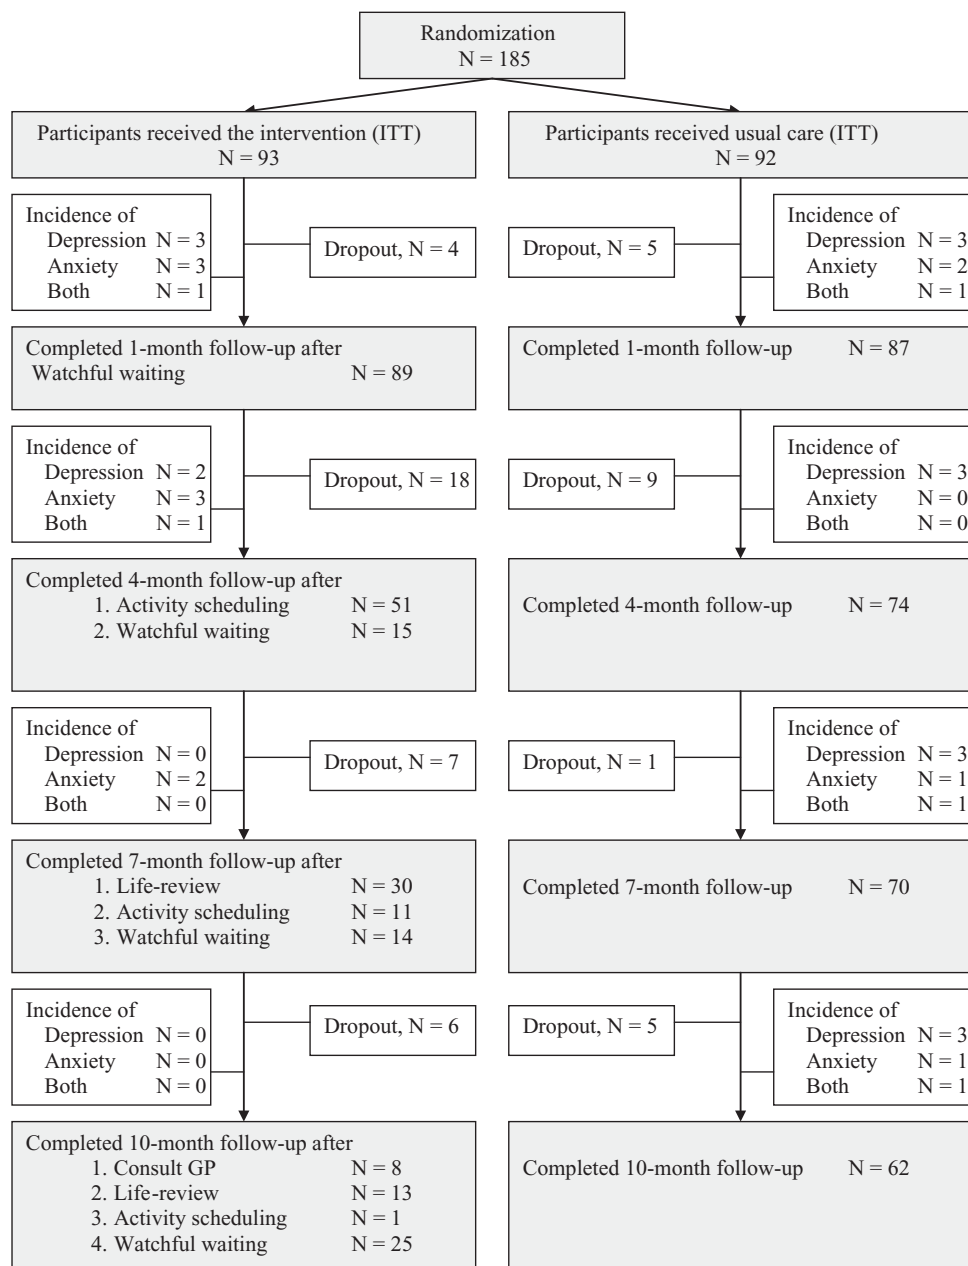 Randomization
N = 185
Participants received the intervention (ITT)
N = 93
Participants received usual care (ITT)
N = 92
Incidence of
Depression N = 3
Anxiety N = 3
Both N = 1
Dropout, N = 4
Dropout, N = 5
Incidence of
Depression N = 3
Anxiety N = 2
Both N = 1
Completed 1-month follow-up after
Watchful waiting N = 89
Completed 1-month follow-up N = 87
Incidence of
Depression N = 2
Anxiety N = 3
Both N = 1
Dropout, N = 18
Dropout, N = 9
Incidence of
Depression N = 3
Anxiety N = 0
Both N = 0
Completed 4-month follow-up after
1. Activity scheduling N = 51
2. Watchful waiting N = 15
Completed 4-month follow-up N = 74
Incidence of
Depression N = 0
Anxiety N = 2
Both N = 0
Dropout, N = 7
Dropout, N = 1
Incidence of
Depression N = 3
Anxiety N = 1
Both N = 1
Completed 7-month follow-up after
1. Life-review N = 30
2. Activity scheduling N = 11
3. Watchful waiting N = 14
Completed 7-month follow-up N = 70
Incidence of
Depression N = 0
Anxiety N = 0
Both N = 0
Dropout, N = 6
Dropout, N = 5
Incidence of
Depression N = 3
Anxiety N = 1
Both N = 1
Completed 10-month follow-up after
1. Consult GP N = 8
2. Life-review N = 13
3. Activity scheduling N = 1
4. Watchful waiting N = 25
Completed 10-month follow-up N = 62